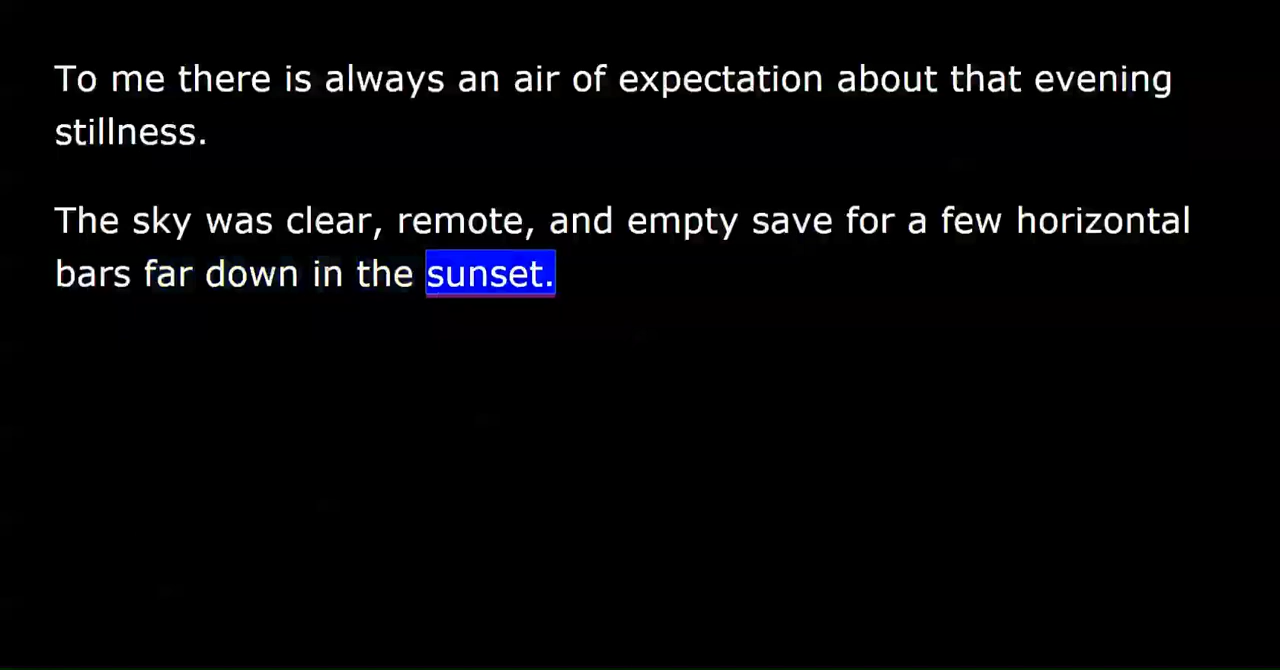 To me there is always an air of expectation about that evening
stillness.
The sky was clear, remote, and empty save for a few horizontal
bars far down in the sunset.